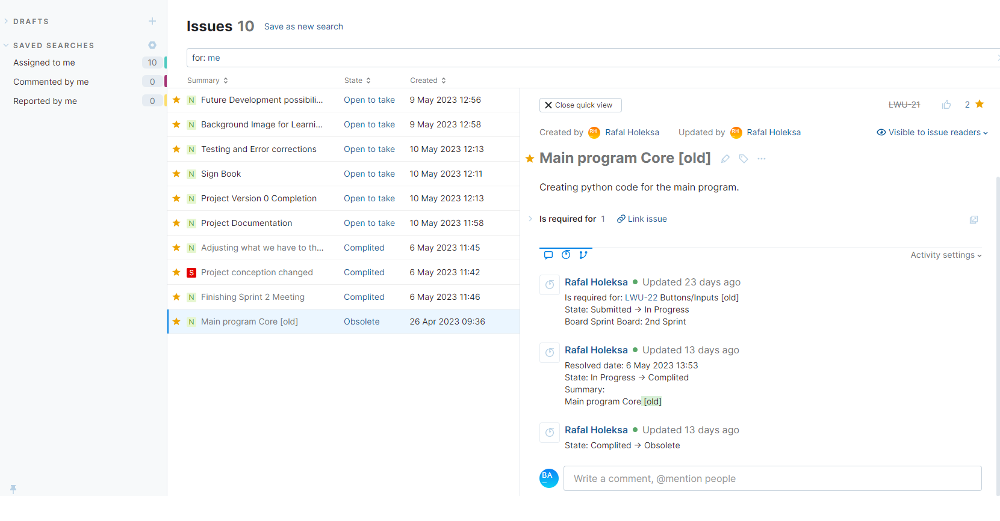 DRAFTS
SAVED SEARCHES
Assigned to me 10
Commented by me 0
Reported by me 0
Issues 10 Save as new search
for: me
Summary State Created
N Future Development possibili... Open to take 9 May 2023 12:56
N Background Image for Learni... Open to take 9 May 2023 12:58
N Testing and Error corrections Open to take 10 May 2023 12:13
N Sign Book Open to take 10 May 2023 12:11
N Project Version 0 Completion Open to take 10 May 2023 12:13
N Project Documentation Open to take 10 May 2023 11:58
N Adjusting what we have to th... Complited 6 May 2023 11:45
S Project conception changed Complited 6 May 2023 11:42
N Finishing Sprint 2 Meeting Complited 6 May 2023 11:46
N Main program Core [old] Obsolete 26 Apr 2023 09:36
Close quick view LWU-21 2
Created by RH Rafal Holeksa Updated by RH Rafal Holeksa Visible to issue readers
Main program Core [old]
Creating python code for the main program.
Is required for 1 Link issue
Activity settings
Rafal Holeksa Updated 23 days ago
Is required for: LWU-22 Buttons/Inputs [old]
State: Submitted → In Progress
Board Sprint Board: 2nd Sprint
Rafal Holeksa Updated 13 days ago
Resolved date: 6 May 2023 13:53
State: In Progress → Complited
Summary:
Main program Core [old]
Rafal Holeksa Updated 13 days ago
State: Complited → Obsolete
BA Write a comment, @mention people